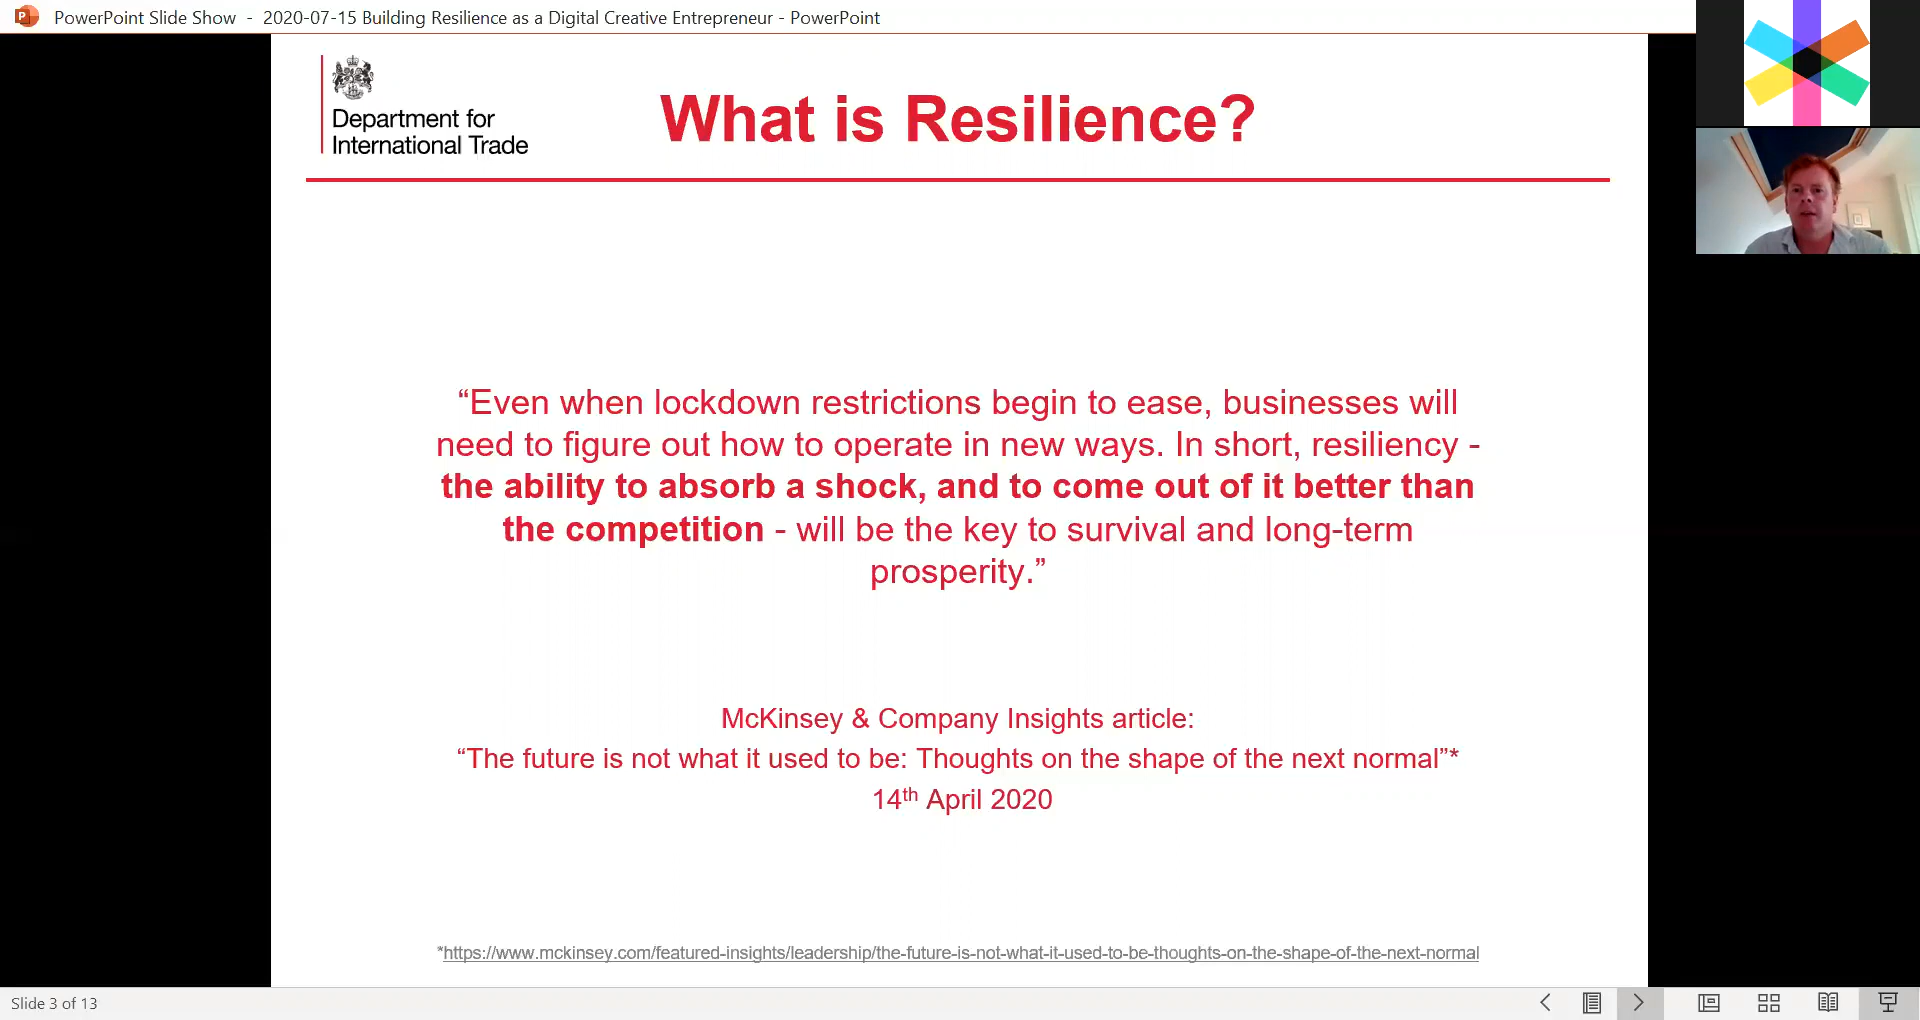 PowerPoint Slide Show - 2020-07-15 Building Resilience as a Digital Creative Entrepreneur - PowerPoint
Department for
International Trade
What is Resilience?
“Even when lockdown restrictions begin to ease, businesses will
need to figure out how to operate in new ways. In short, resiliency -
the ability to absorb a shock, and to come out of it better than
the competition - will be the key to survival and long-term
prosperity.”
McKinsey & Company Insights article:
“The future is not what it used to be: Thoughts on the shape of the next normal”*
14th April 2020
*https://www.mckinsey.com/featured-insights/leadership/the-future-is-not-what-it-used-to-be-thoughts-on-the-shape-of-the-next-normal
Slide 3 of 13